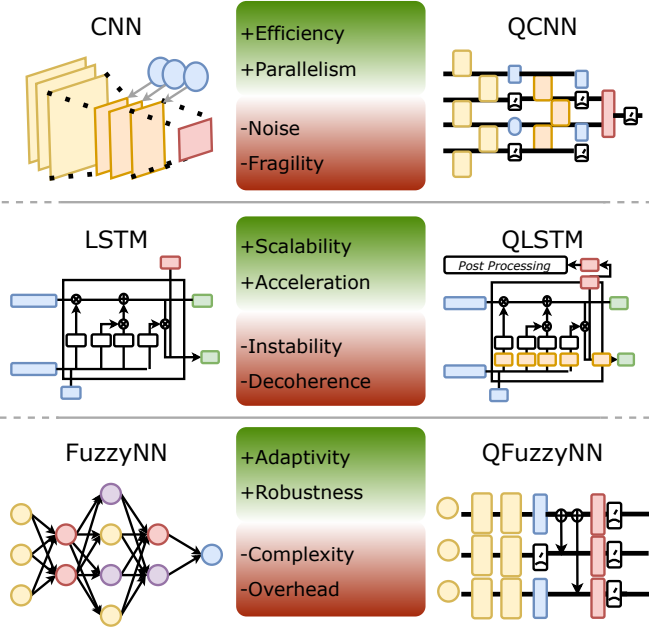 CNN
+Efficiency
+Parallelism
-Noise
-Fragility
QCNN
LSTM
+Scalability
+Acceleration
-Instability
-Decoherence
QLSTM
Post Processing
FuzzyNN
+Adaptivity
+Robustness
-Complexity
-Overhead
QFuzzyNN